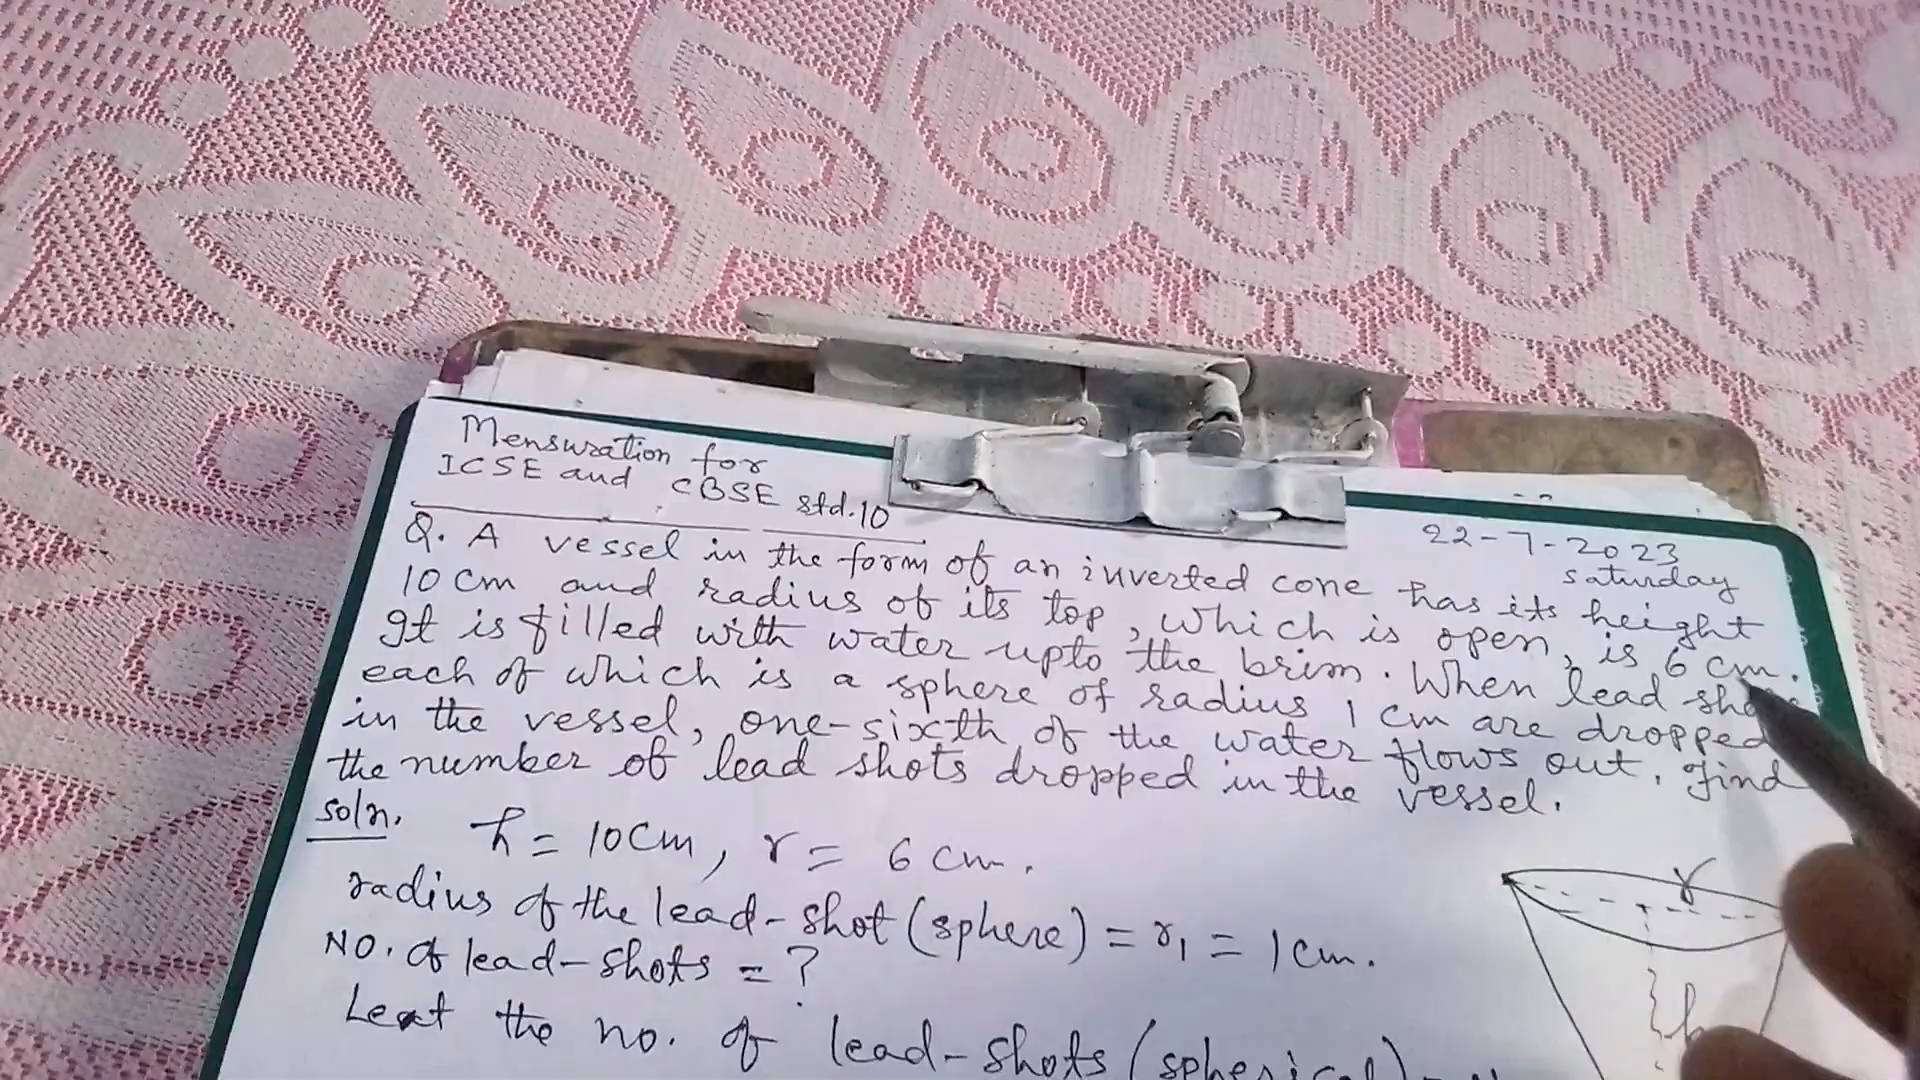 Mensuration for
ICSE and CBSE std.10
22-7-2023
saturday
Q. A vessel in the form of an inverted cone has its height
10 cm and radius of its top, which is open, is 6 cm.
It is filled with water upto the brim. When lead shots
each of which is a sphere of radius 1 cm are dropped
in the vessel, one-sixth of the water flows out. Find
the number of lead shots dropped in the vessel.
soln. h = 10cm, r = 6 cm.
radius of the lead-shot (sphere) = r₁ = 1cm.
NO. of lead-shots = ?
Leat the no. of lead-shots (spherical) =
r
h